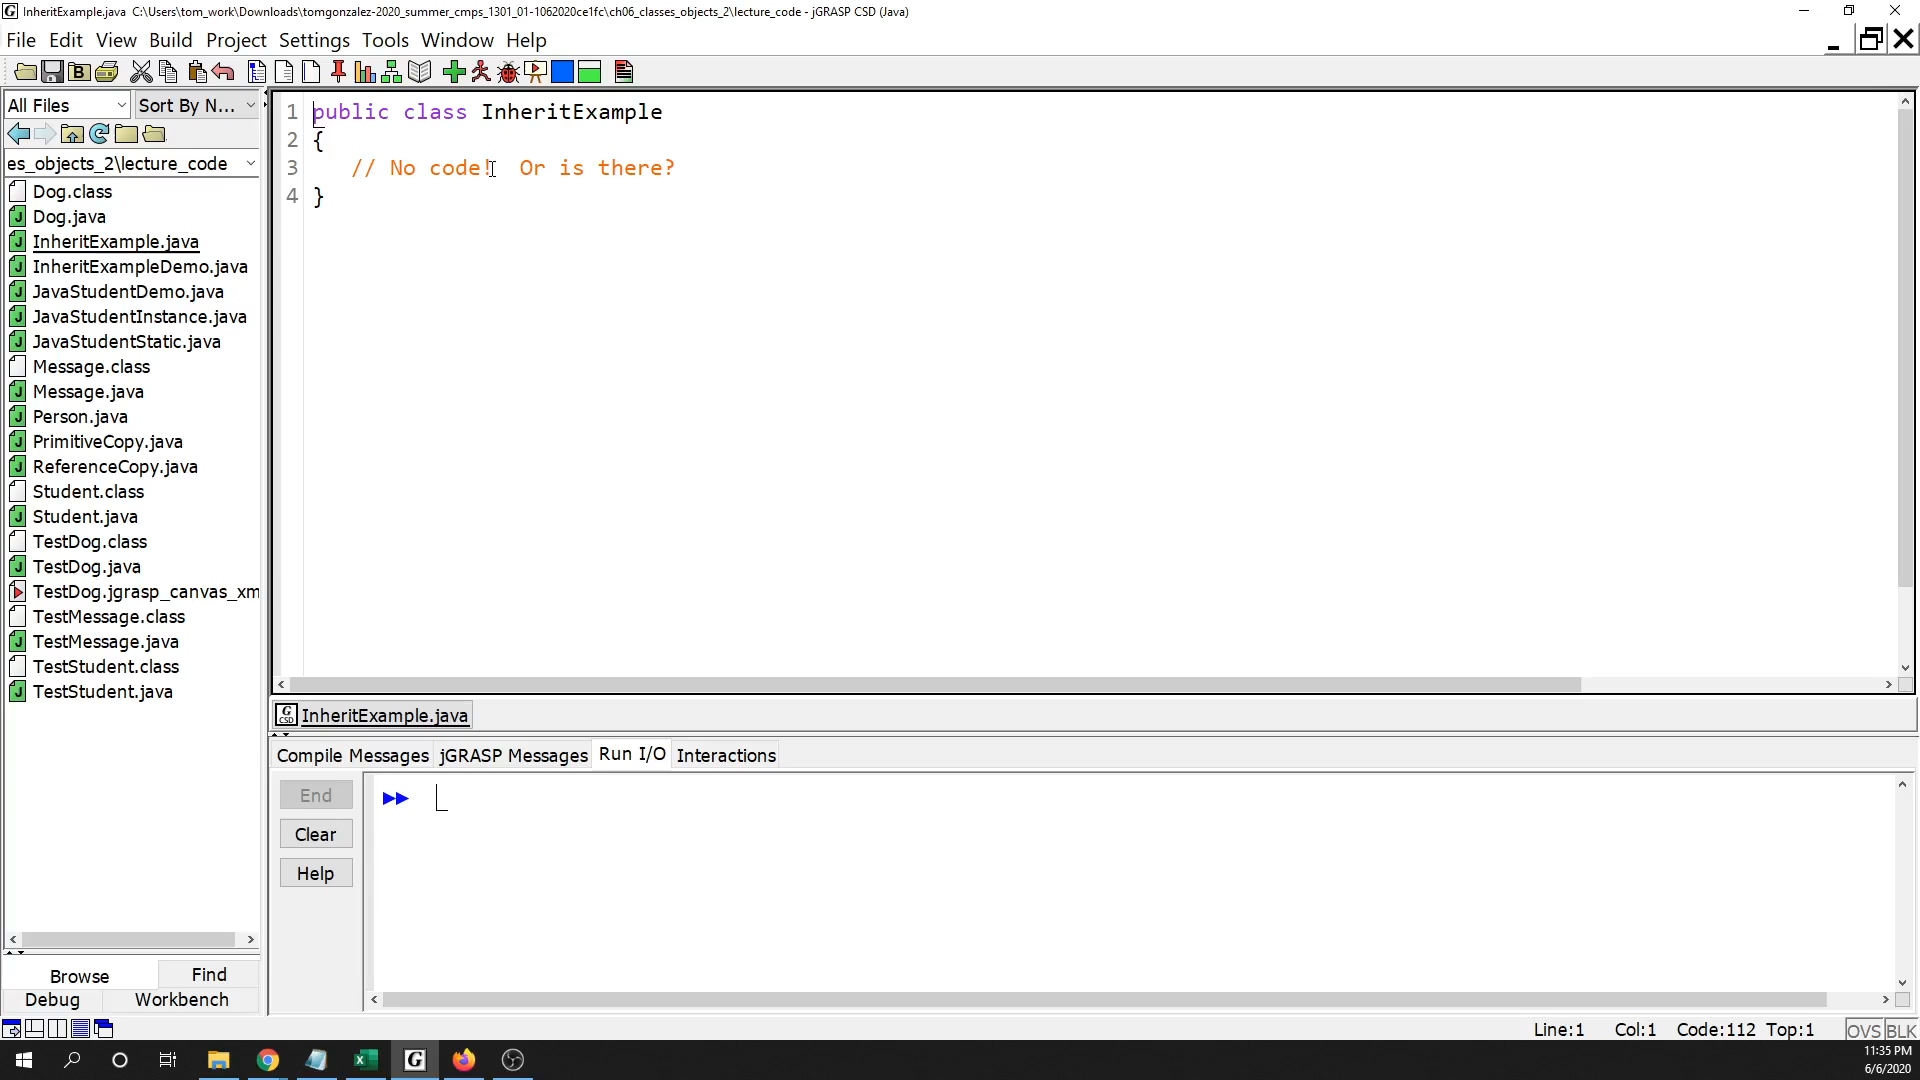 InheritExample.java  C:\Users\tom_work\Downloads\tomgonzalez-2020_summer_cmps_1301_01-1062020ce1fc\ch06_classes_objects_2\lecture_code - jGRASP CSD (Java)
File Edit View Build Project Settings Tools Window Help
All Files Sort By N...
es_objects_2\lecture_code
Dog.class
Dog.java
InheritExample.java
InheritExampleDemo.java
JavaStudentDemo.java
JavaStudentInstance.java
JavaStudentStatic.java
Message.class
Message.java
Person.java
PrimitiveCopy.java
ReferenceCopy.java
Student.class
Student.java
TestDog.class
TestDog.java
TestDog.jgrasp_canvas_xm
TestMessage.class
TestMessage.java
TestStudent.class
TestStudent.java
Browse Find
Debug Workbench
1 public class InheritExample
2 {
3    // No code!  Or is there?
4 }
G CSD InheritExample.java
Compile Messages jGRASP Messages Run I/O Interactions
End
Clear
Help
Line:1 Col:1 Code:112 Top:1 OVS BLK
11:35 PM
6/6/2020